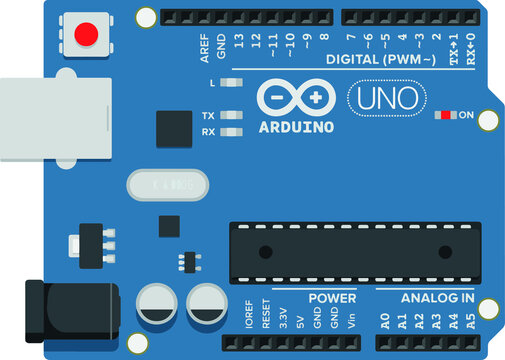 AREF
GND
13
12
~11
~10
~9
8
7
~6
~5
4
~3
2
TX→1
RX←0
DIGITAL (PWM~)
L
TX
RX
ARDUINO
UNO
ON
POWER
ANALOG IN
IOREF
RESET
3.3V
5V
GND
GND
Vin
A0
A1
A2
A3
A4
A5